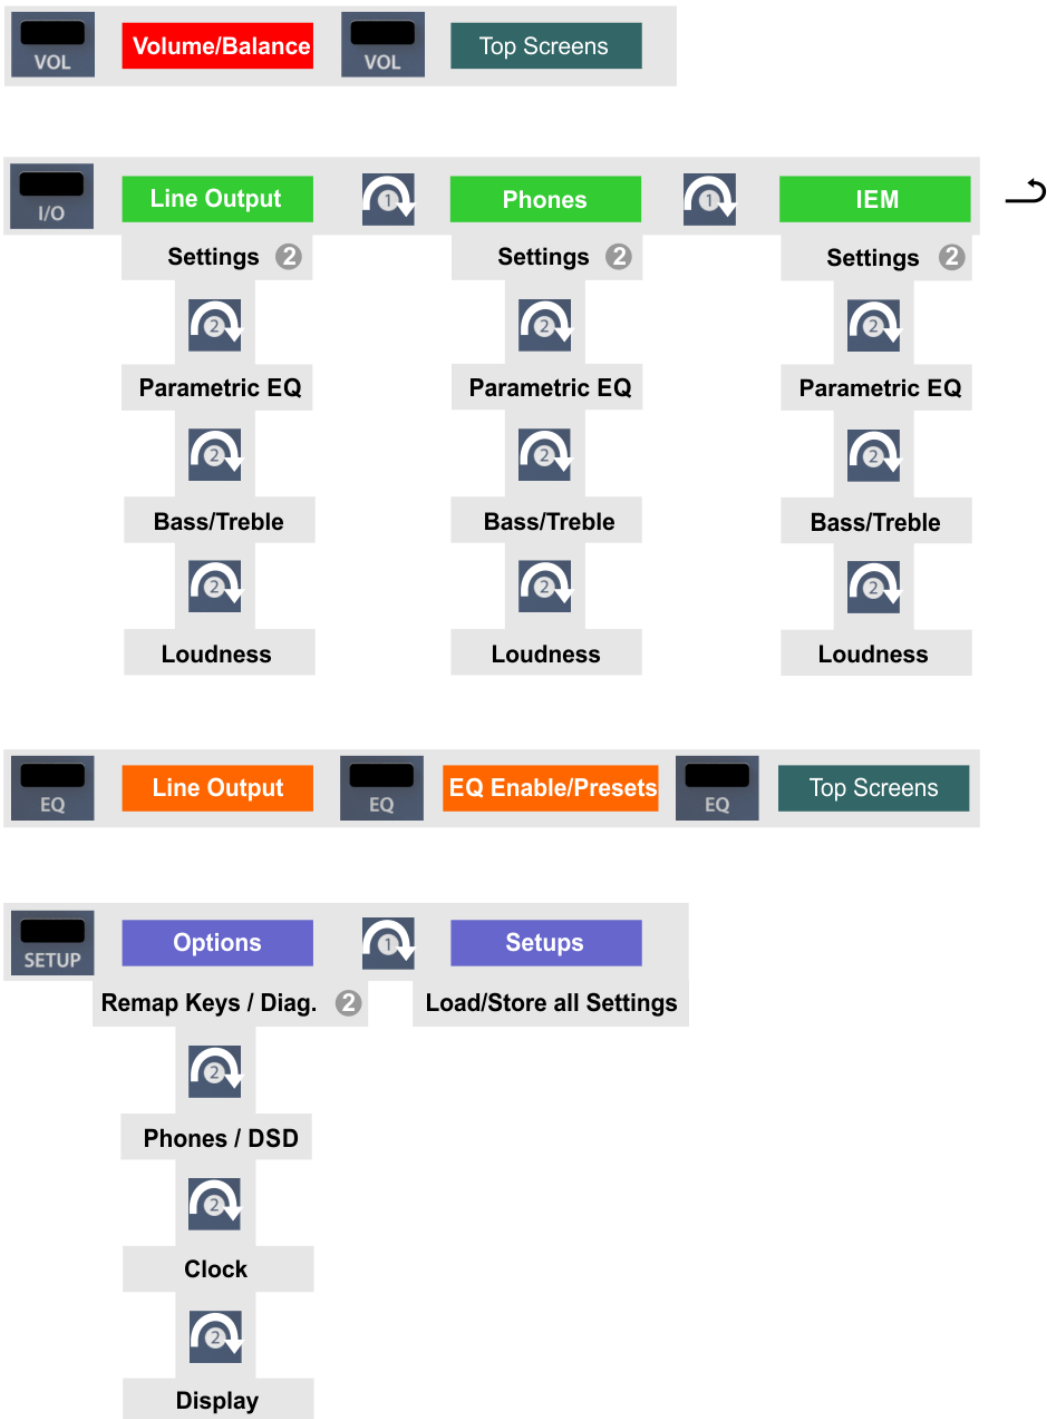 VOL Volume/Balance VOL Top Screens
I/O Line Output 1 Phones 1 IEM
Settings 2 Settings 2 Settings 2
2 2 2
Parametric EQ Parametric EQ Parametric EQ
2 2 2
Bass/Treble Bass/Treble Bass/Treble
2 2 2
Loudness Loudness Loudness
EQ Line Output EQ EQ Enable/Presets EQ Top Screens
SETUP Options 1 Setups
Remap Keys / Diag. 2 Load/Store all Settings
2
Phones / DSD
2
Clock
2
Display